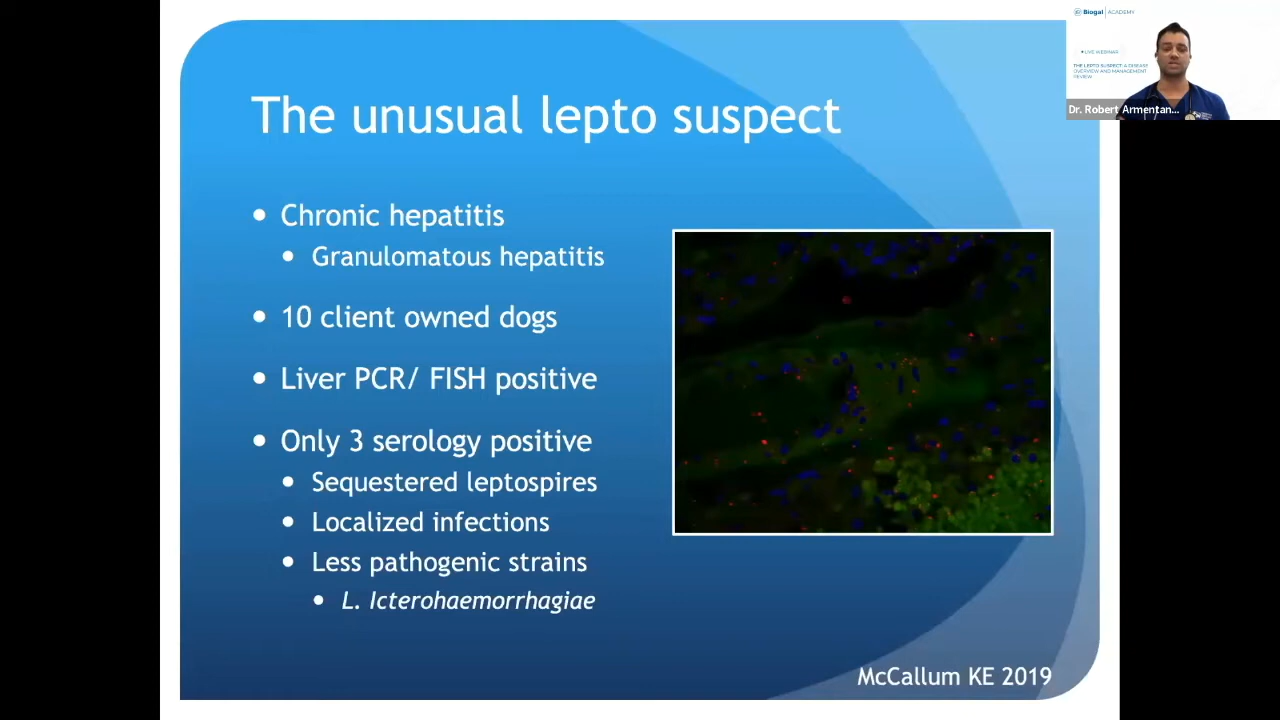 The unusual lepto suspect
Chronic hepatitis
Granulomatous hepatitis
10 client owned dogs
Liver PCR/ FISH positive
Only 3 serology positive
Sequestered leptospires
Localized infections
Less pathogenic strains
L. Icterohaemorrhagiae
McCallum KE 2019
Biogal ACADEMY
LIVE WEBINAR
THE LEPTO SUSPECT: A DISEASE
OVERVIEW AND MANAGEMENT
REVIEW
Dr. Robert Armentan...